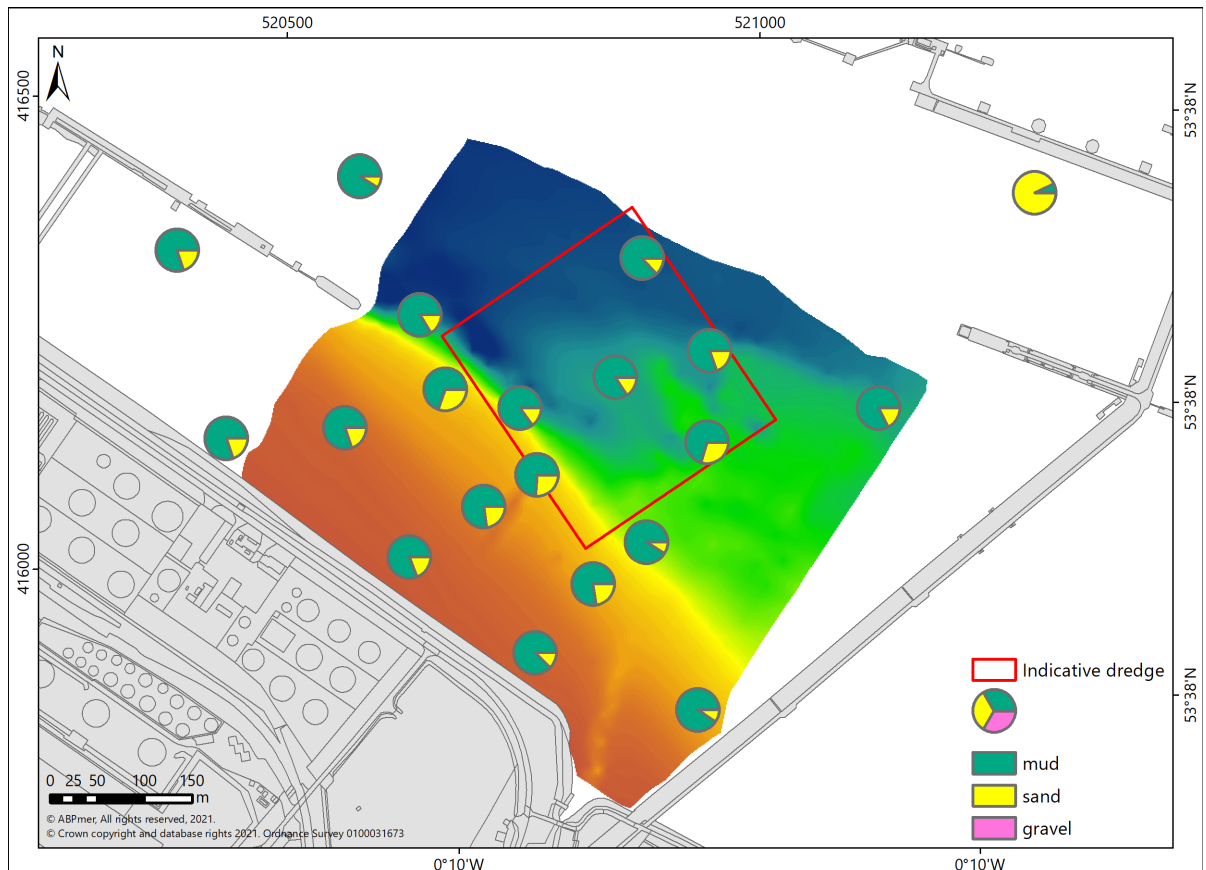 520500 521000
N
416500
53°38'N
53°38'N
416000
Indicative dredge
53°38'N
mud
0 25 50 100 150
m
sand
© ABPmer, All rights reserved, 2021.
© Crown copyright and database rights 2021. Ordnance Survey 0100031673
gravel
0°10'W 0°10'W